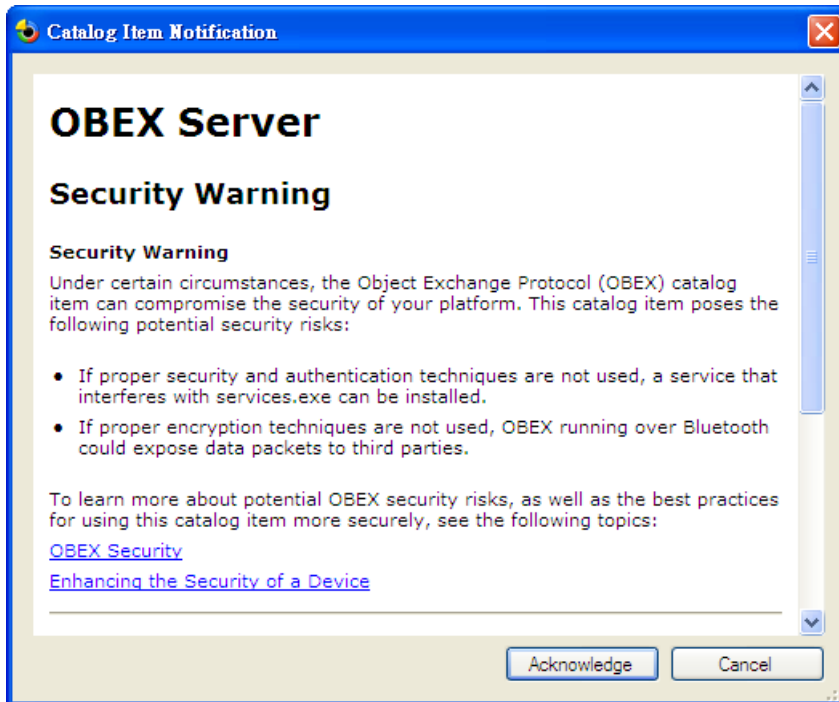 Catalog Item Notification
OBEX Server
Security Warning
Security Warning
Under certain circumstances, the Object Exchange Protocol (OBEX) catalog
item can compromise the security of your platform. This catalog item poses the
following potential security risks:
• If proper security and authentication techniques are not used, a service that
interferes with services.exe can be installed.
• If proper encryption techniques are not used, OBEX running over Bluetooth
could expose data packets to third parties.
To learn more about potential OBEX security risks, as well as the best practices
for using this catalog item more securely, see the following topics:
OBEX Security
Enhancing the Security of a Device
Acknowledge
Cancel